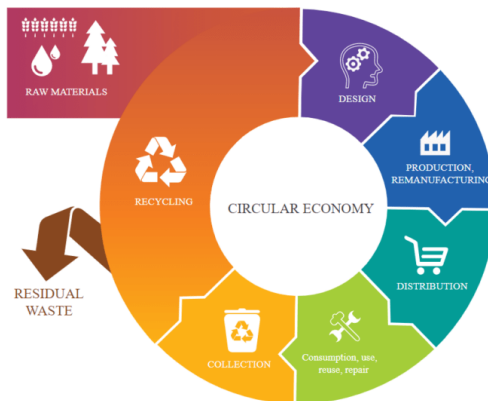 RAW MATERIALS
DESIGN
PRODUCTION,
REMANUFACTURING
RECYCLING
CIRCULAR ECONOMY
DISTRIBUTION
RESIDUAL
WASTE
COLLECTION
Consumption, use,
reuse, repair